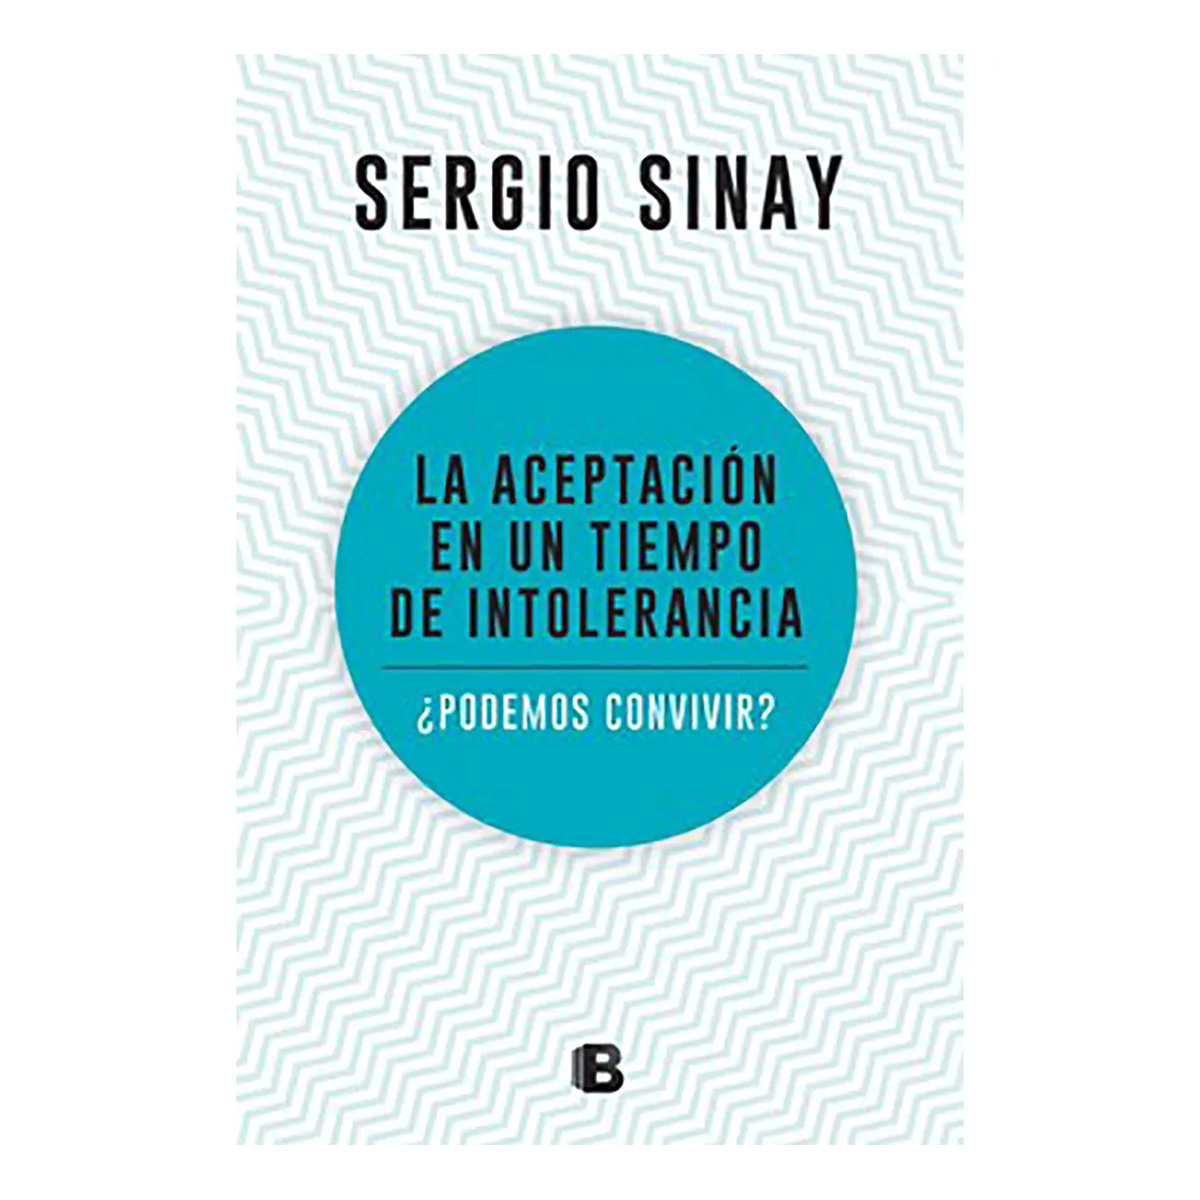 SERGIO SINAY
LA ACEPTACIÓN
EN UN TIEMPO
DE INTOLERANCIA
¿PODEMOS CONVIVIR?
B